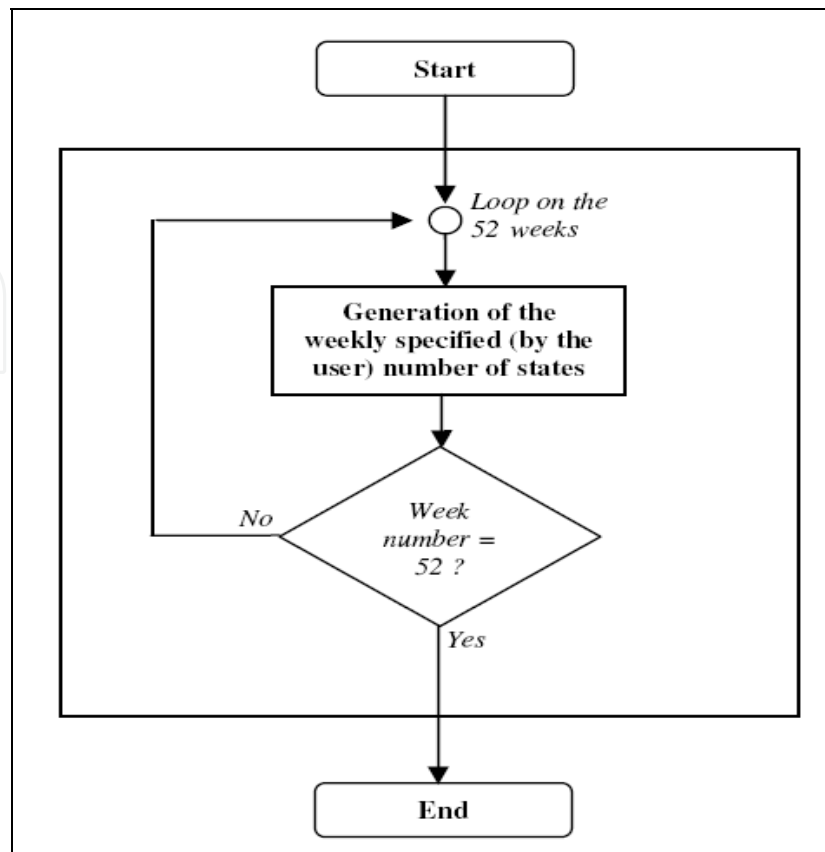 Start
Loop on the
52 weeks
Generation of the
weekly specified (by the
user) number of states
Week
number =
52 ?
No
Yes
End